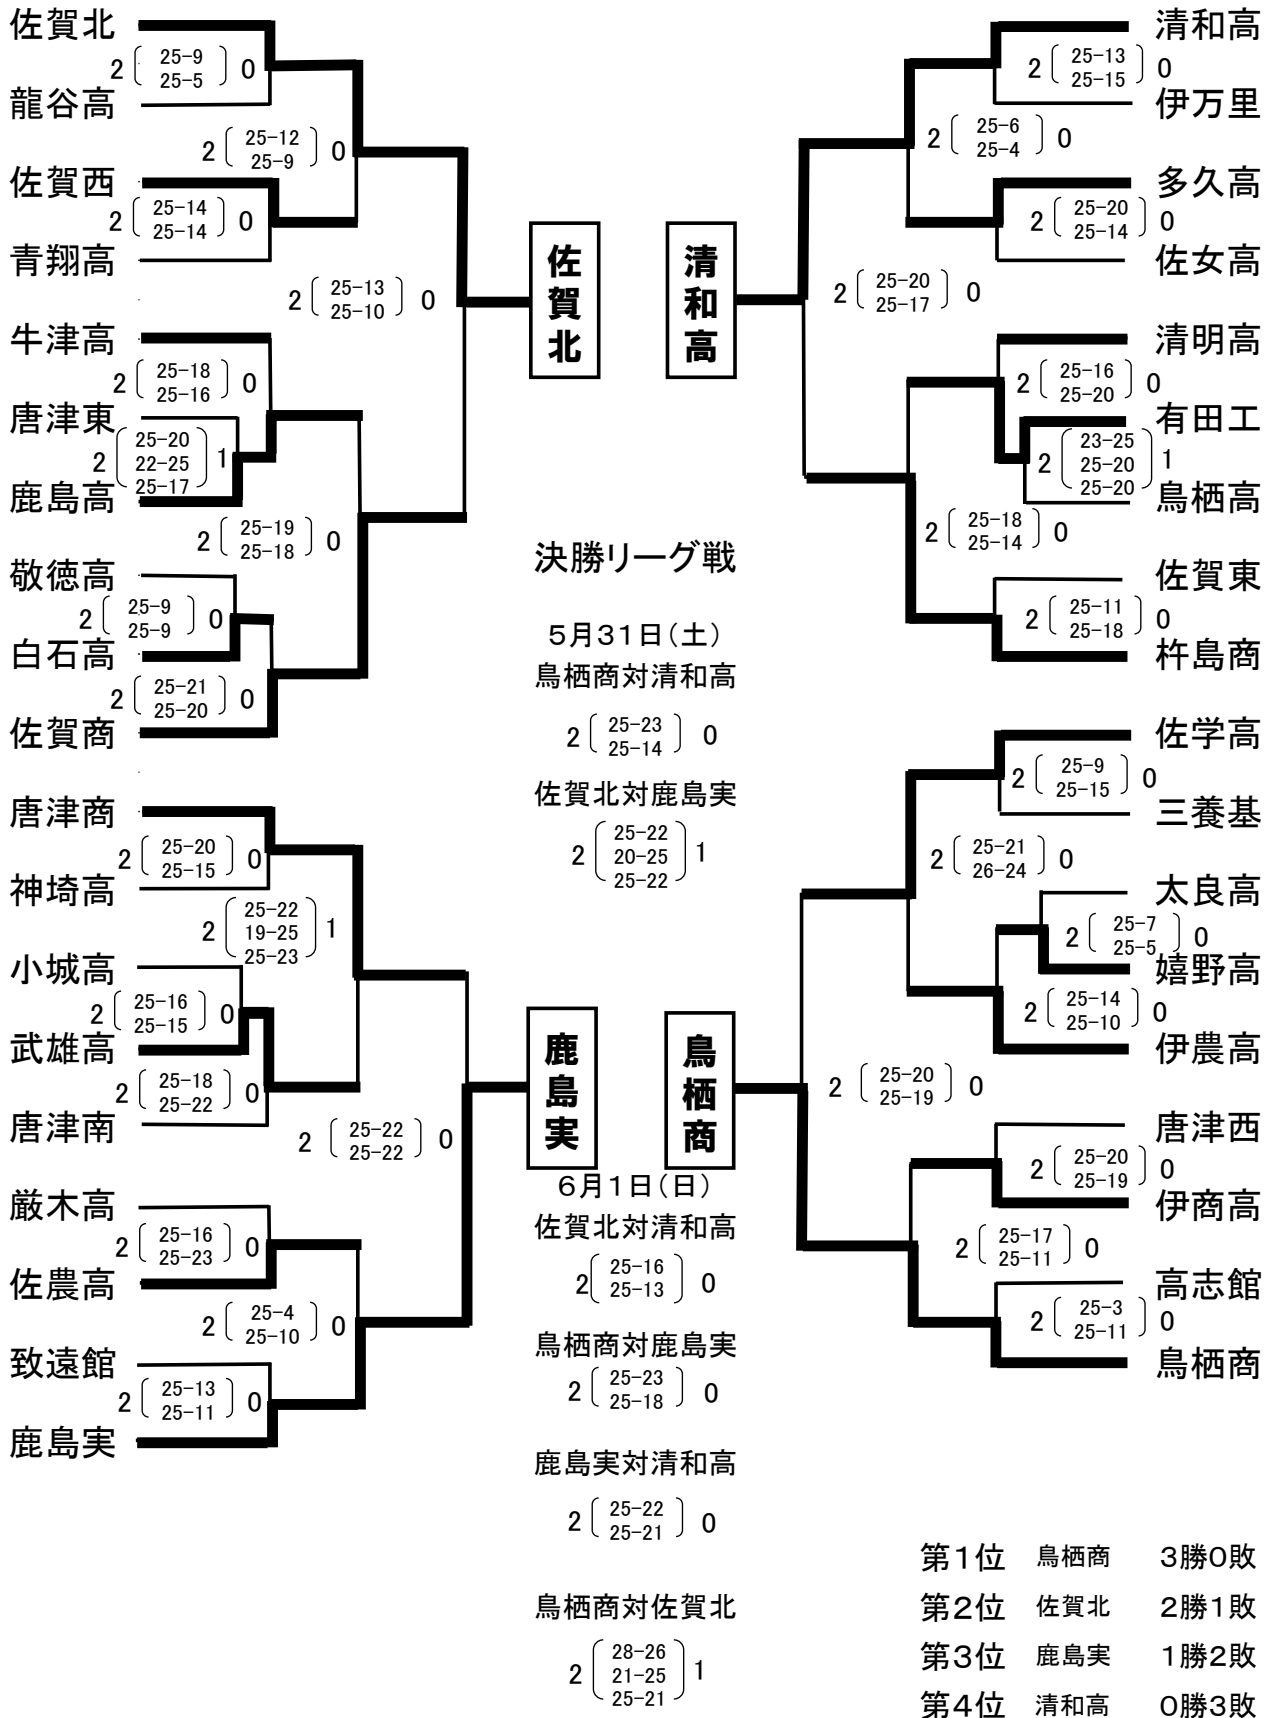 佐賀北
2 25-9 0
25-5
龍谷高
2 25-12 0
25-9
佐賀西
2 25-14 0
25-14
青翔高
2 25-13 0
25-10
牛津高
2 25-18 0
25-16
唐津東
2 25-20 1
22-25
25-17
鹿島高
2 25-19 0
25-18
敬徳高
2 25-9 0
25-9
白石高
2 25-21 0
25-20
佐賀商
佐賀北
唐津商
2 25-20 0
25-15
神埼高
2 25-22 1
19-25
25-23
小城高
2 25-16 0
25-15
武雄高
2 25-18 0
25-22
唐津南
2 25-22 0
25-22
厳木高
2 25-16 0
25-23
佐農高
2 25-4 0
25-10
致遠館
2 25-13 0
25-11
鹿島実
鹿島実
決勝リーグ戦
5月31日(土)
鳥栖商対清和高
2 25-23 0
25-14
佐賀北対鹿島実
2 25-22 1
20-25
25-22
6月1日(日)
佐賀北対清和高
2 25-16 0
25-13
鳥栖商対鹿島実
2 25-23 0
25-18
鹿島実対清和高
2 25-22 0
25-21
鳥栖商対佐賀北
2 28-26 1
21-25
25-21
清和高
清和高
2 25-13 0
25-15
伊万里
2 25-6 0
25-4
多久高
2 25-20 0
25-14
佐女高
2 25-20 0
25-17
清明高
2 25-16 0
25-20
有田工
2 23-25 1
25-20
25-20
鳥栖高
2 25-18 0
25-14
佐賀東
2 25-11 0
25-18
杵島商
鳥栖商
佐学高
2 25-9 0
25-15
三養基
2 25-21 0
26-24
太良高
2 25-7 0
25-5
嬉野高
2 25-14 0
25-10
伊農高
2 25-20 0
25-19
唐津西
2 25-20 0
25-19
伊商高
2 25-17 0
25-11
高志館
2 25-3 0
25-11
鳥栖商
第1位 鳥栖商 3勝0敗
第2位 佐賀北 2勝1敗
第3位 鹿島実 1勝2敗
第4位 清和高 0勝3敗